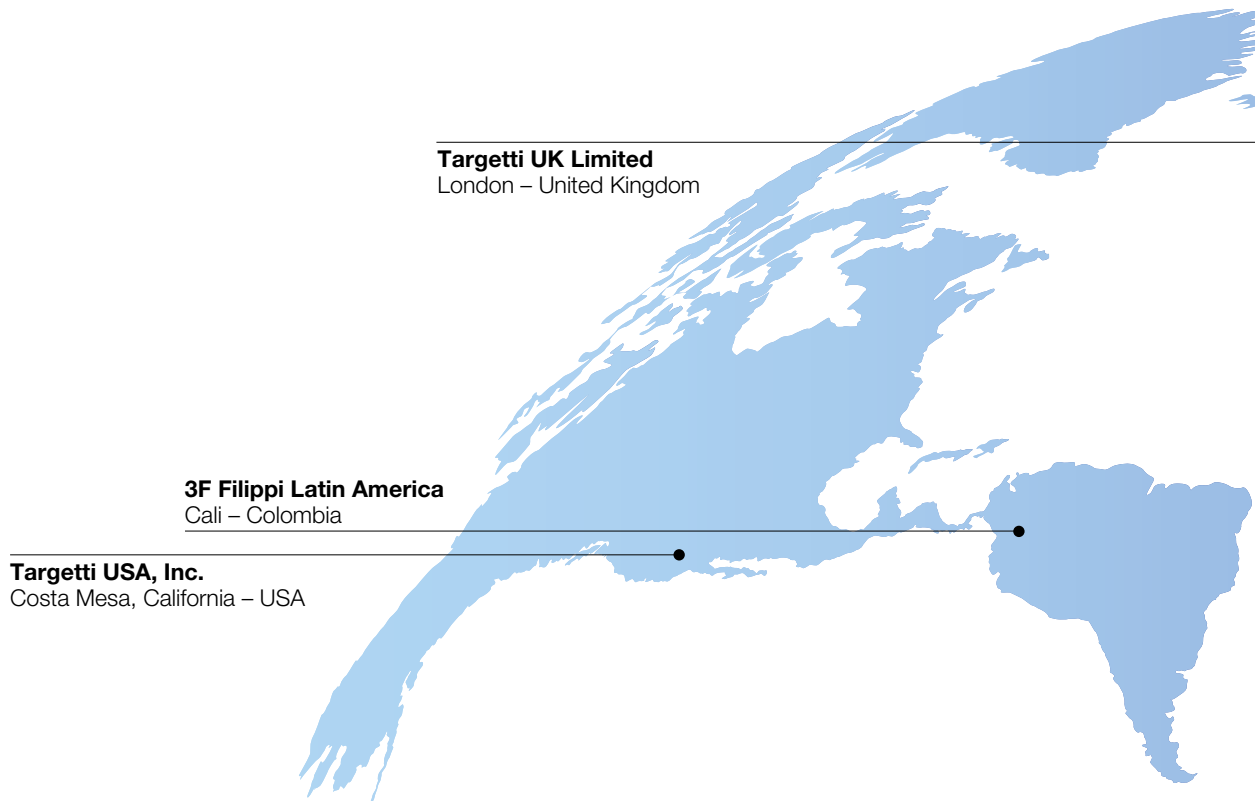 Targetti UK Limited
London – United Kingdom
3F Filippi Latin America
Cali – Colombia
Targetti USA, Inc.
Costa Mesa, California – USA